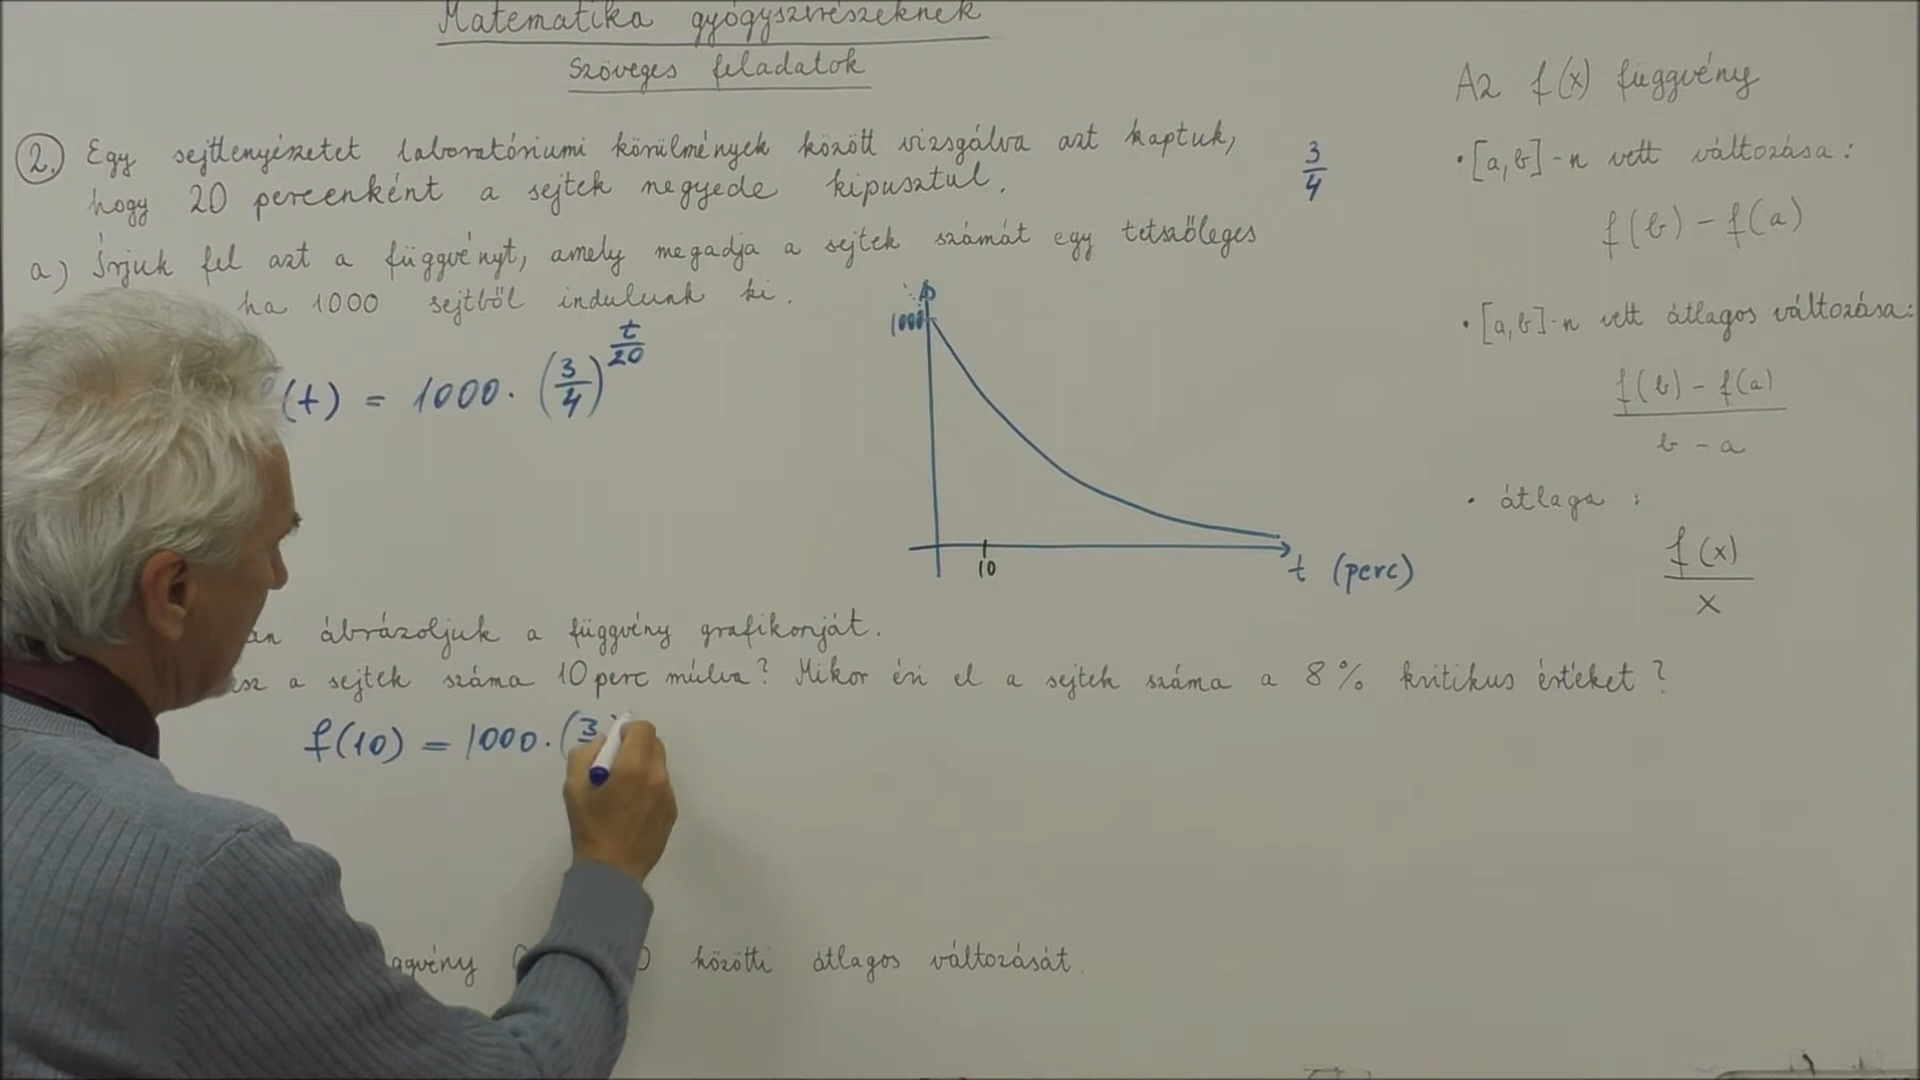 Matematika gyógyszerészeknek
Szöveges feladatok
2. Egy sejttenyészetet laboratóriumi körülmények között vizsgálva azt kaptuk,
hogy 20 percenként a sejtek negyede kipusztul.
3/4
a) Írjuk fel azt a függvényt, amely megadja a sejtek számát egy tetszőleges
ha 1000 sejtből indulunk ki.
(t) = 1000 · (3/4)^(t/20)
1000
10
t (perc)
ábrázoljuk a függvény grafikonját.
a sejtek száma 10 perc múlva? Mikor éri el a sejtek száma a 8% kritikus értéket?
f(10) = 1000 · (3
közötti átlagos változását.
Az f(x) függvény
• [a,b]-n vett változása:
f(b) - f(a)
• [a,b]-n vett átlagos változása:
f(b) - f(a)
b - a
• átlaga:
f(x)
x